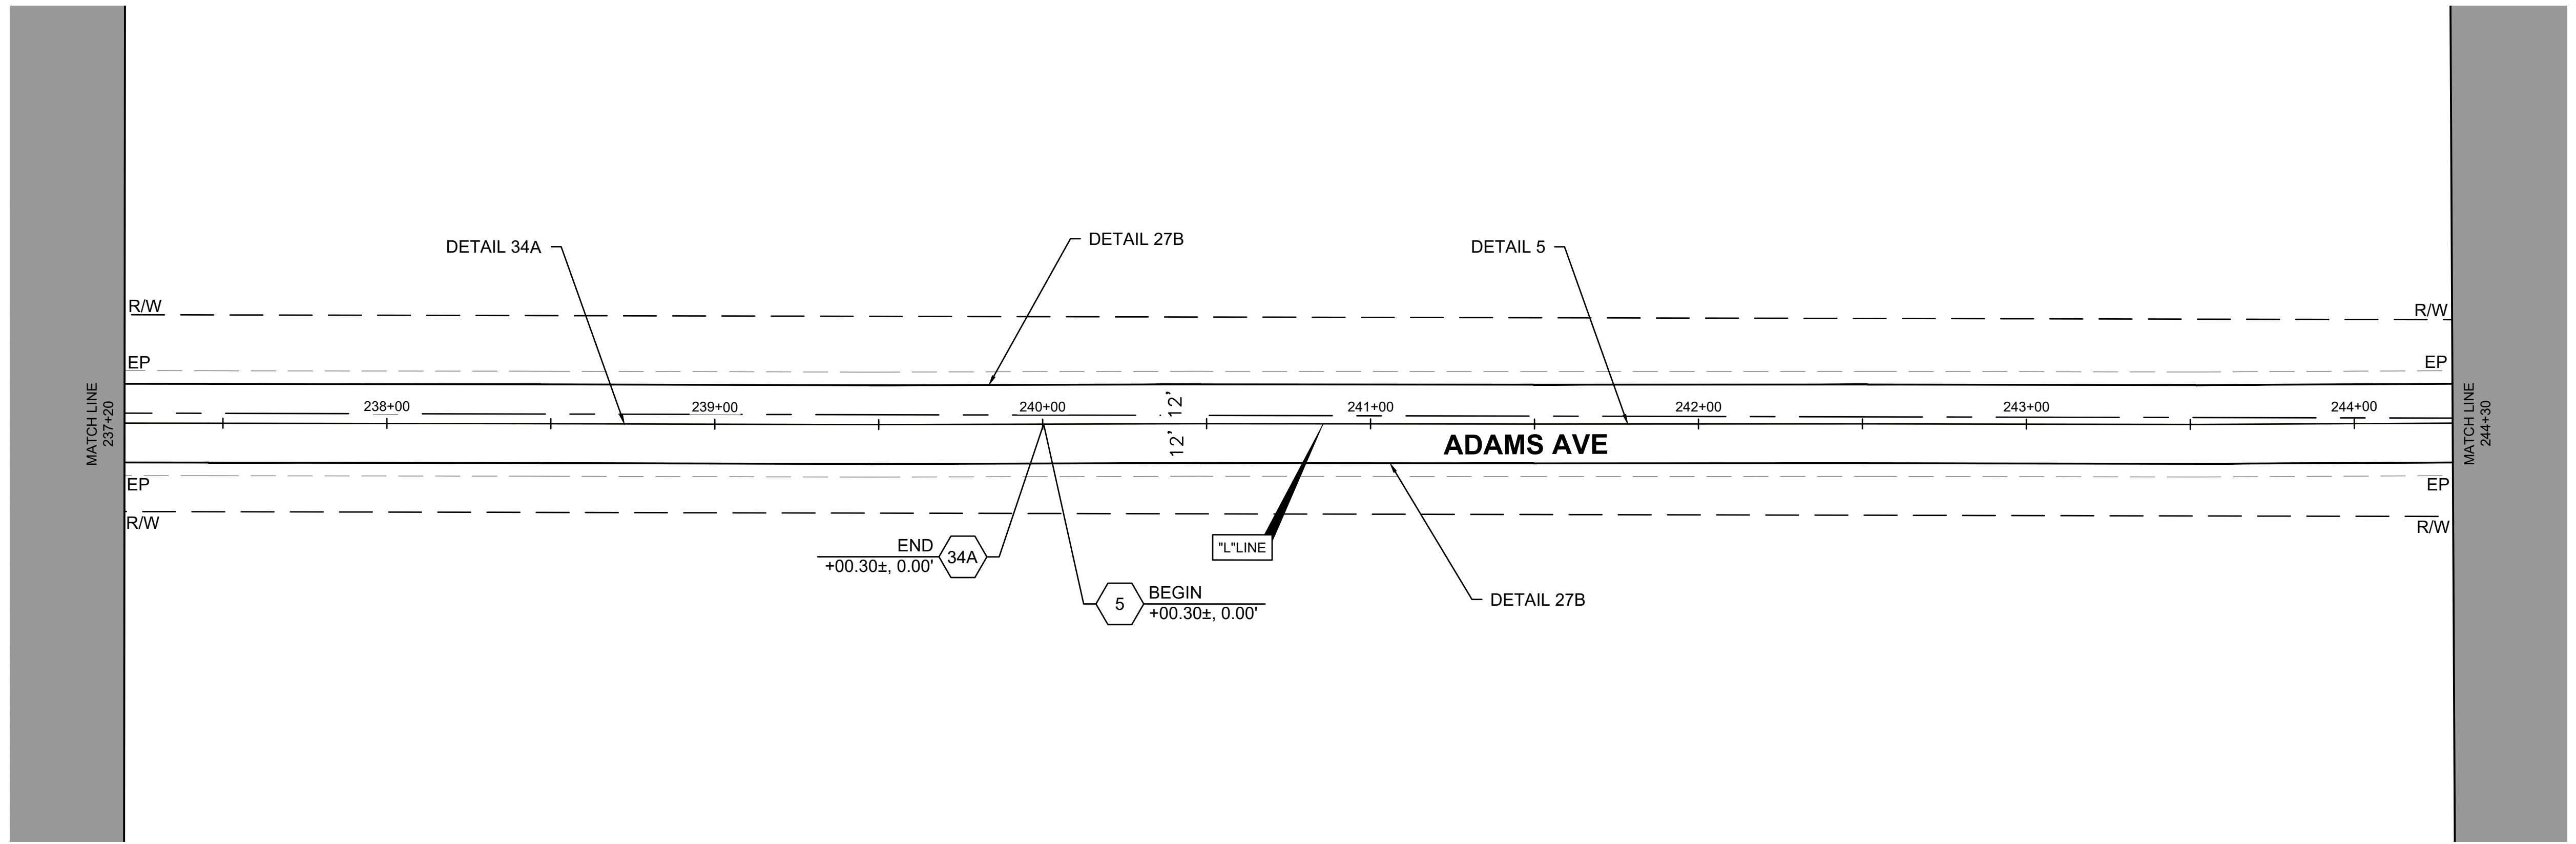 DETAIL 34A
DETAIL 27B
DETAIL 5
R/W
R/W
EP
EP
MATCH LINE
237+20
238+00
239+00
240+00
12'
12'
241+00
242+00
243+00
244+00
MATCH LINE
244+30
ADAMS AVE
EP
EP
R/W
R/W
END
+00.30±, 0.00'
34A
"L"LINE
5
BEGIN
+00.30±, 0.00'
DETAIL 27B